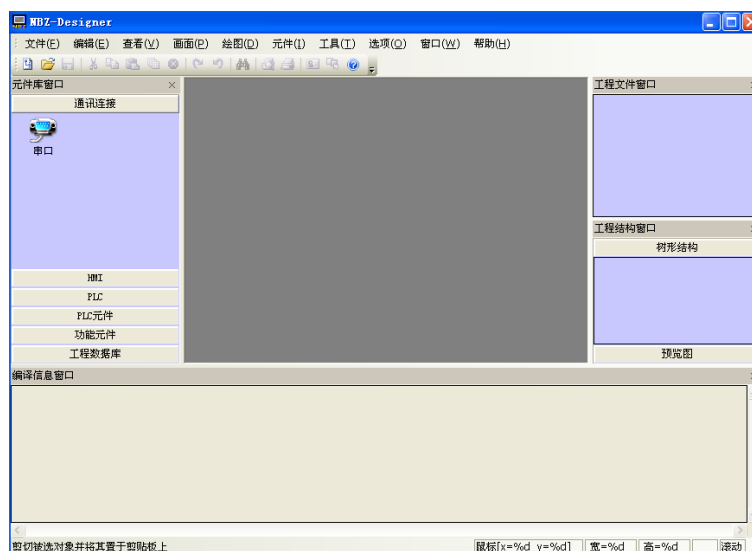 NBZ-Designer
文件(F) 编辑(E) 查看(V) 画面(P) 绘图(D) 元件(I) 工具(T) 选项(O) 窗口(W) 帮助(H)
元件库窗口
通讯连接
串口
HMI
PLC
PLC元件
功能元件
工程数据库
工程文件窗口
工程结构窗口
树形结构
预览图
编译信息窗口
剪切被选对象并将其置于剪贴板上 鼠标[x=%d y=%d] 宽=%d 高=%d 滚动